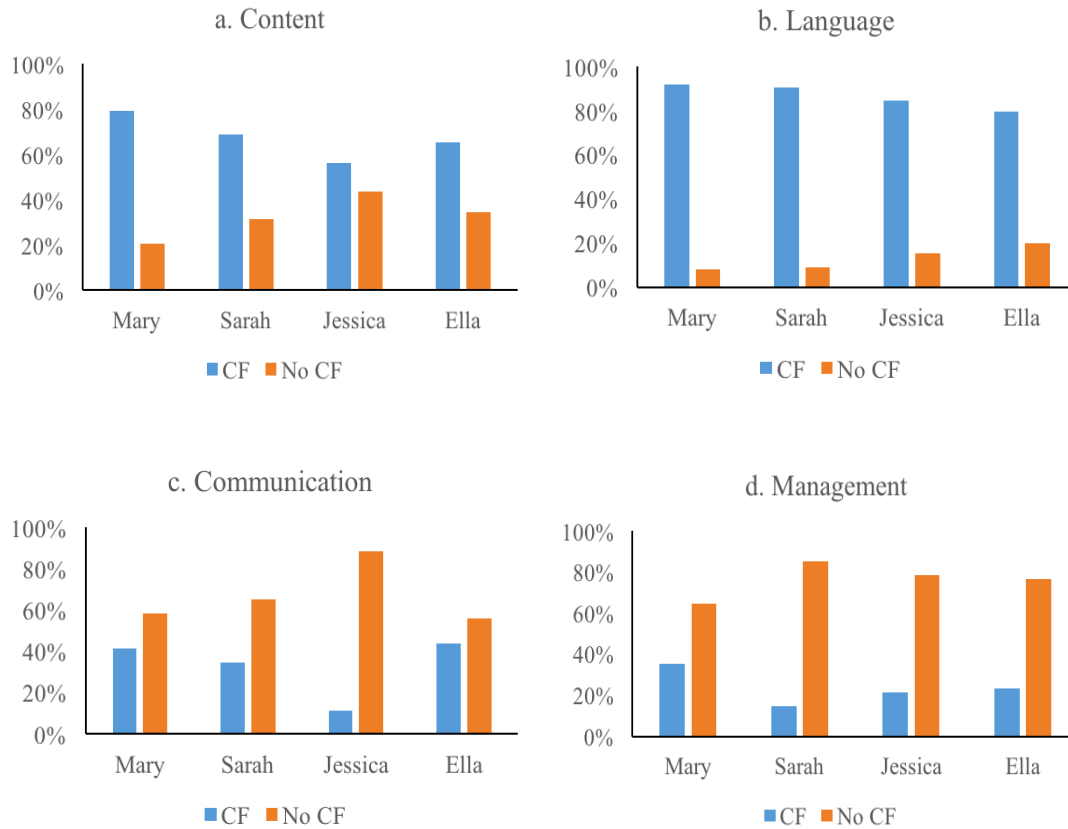 a. Content
100%
80%
60%
40%
20%
0%
Mary Sarah Jessica Ella
CF No CF
b. Language
100%
80%
60%
40%
20%
0%
Mary Sarah Jessica Ella
CF No CF
c. Communication
100%
80%
60%
40%
20%
0%
Mary Sarah Jessica Ella
CF No CF
d. Management
100%
80%
60%
40%
20%
0%
Mary Sarah Jessica Ella
CF No CF